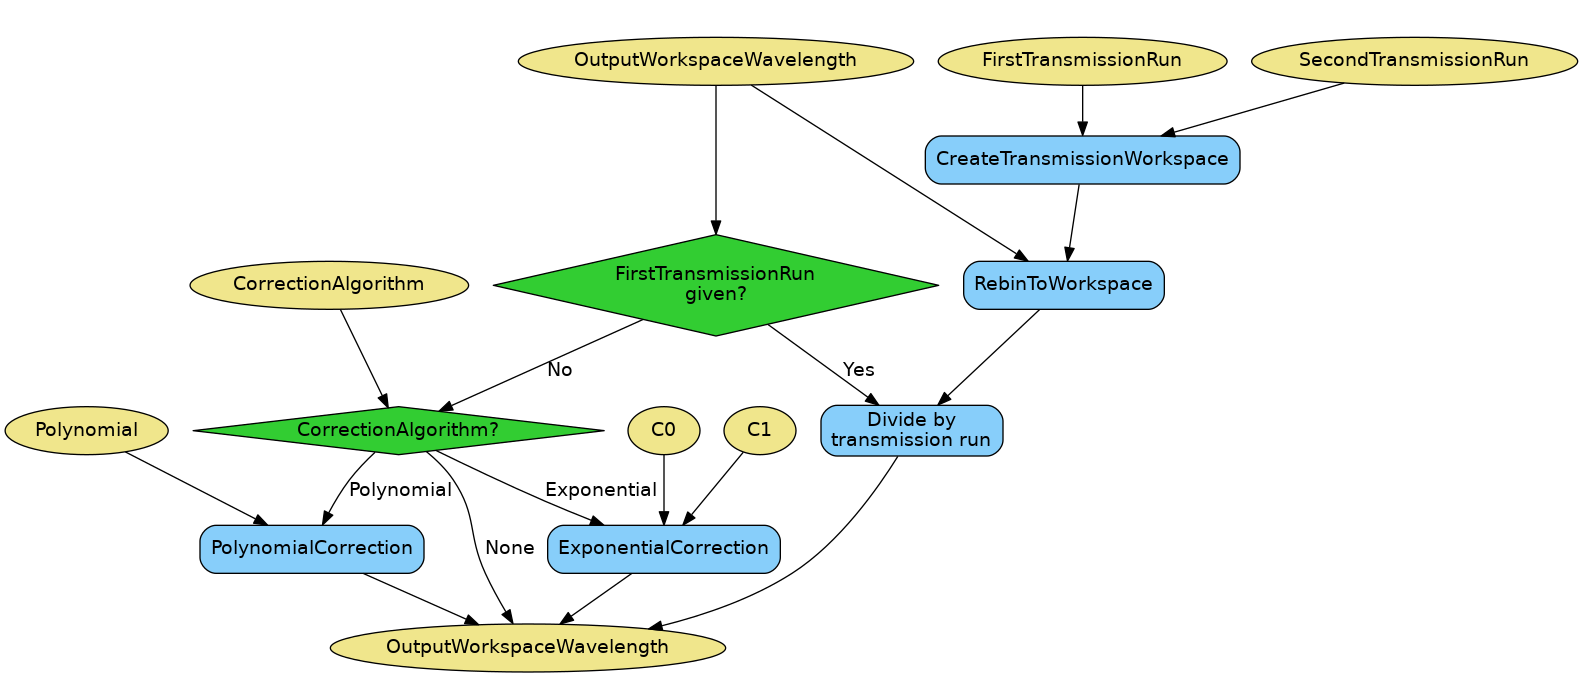 OutputWorkspaceWavelength
FirstTransmissionRun
SecondTransmissionRun
CreateTransmissionWorkspace
CorrectionAlgorithm
FirstTransmissionRun
given?
RebinToWorkspace
No
Yes
Polynomial
CorrectionAlgorithm?
C0
C1
Divide by
transmission run
Polynomial
Exponential
PolynomialCorrection
None
ExponentialCorrection
OutputWorkspaceWavelength